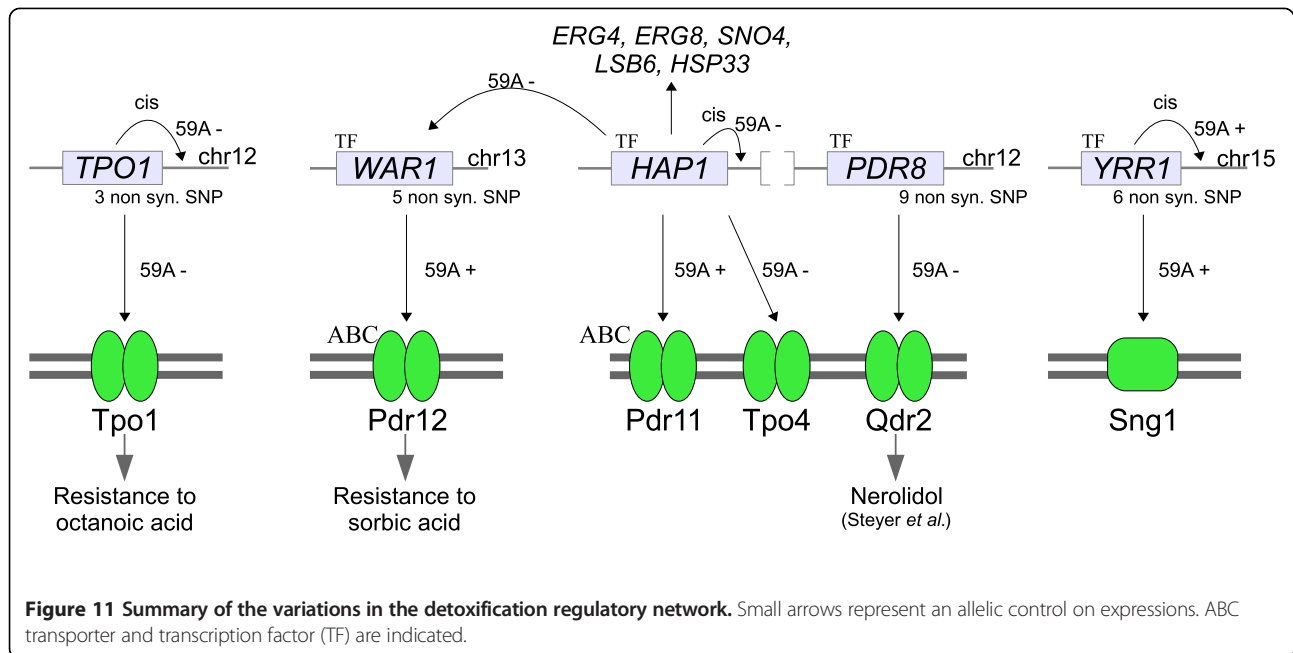 ERG4, ERG8, SNO4,
LSB6, HSP33
59A -
cis
59A -
chr12
TPO1
3 non syn. SNP
TF
WAR1
chr13
5 non syn. SNP
TF
cis
59A -
HAP1
TF
PDR8
chr12
9 non syn. SNP
TF
cis
59A +
chr15
YRR1
6 non syn. SNP
59A -
59A +
59A +
59A -
59A -
59A +
ABC
ABC
Tpo1
Pdr12
Pdr11
Tpo4
Qdr2
Sng1
Resistance to
octanoic acid
Resistance to
sorbic acid
Nerolidol
(Steyer et al.)
Figure 11 Summary of the variations in the detoxification regulatory network. Small arrows represent an allelic control on expressions. ABC
transporter and transcription factor (TF) are indicated.